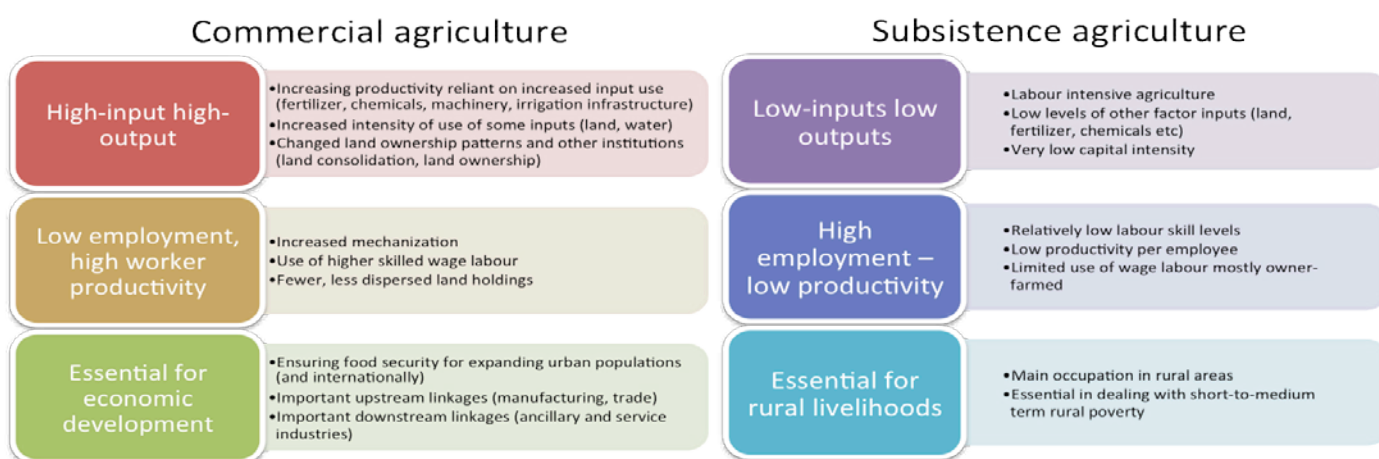 Commercial agriculture
High-input high-
output
•Increasing productivity reliant on increased input use
(fertilizer, chemicals, machinery, irrigation infrastructure)
•Increased intensity of use of some inputs (land, water)
•Changed land ownership patterns and other institutions
(land consolidation, land ownership)
Low employment,
high worker
productivity
•Increased mechanization
•Use of higher skilled wage labour
•Fewer, less dispersed land holdings
Essential for
economic
development
•Ensuring food security for expanding urban populations
(and internationally)
•Important upstream linkages (manufacturing, trade)
•Important downstream linkages (ancillary and service
industries)
Subsistence agriculture
Low-inputs low
outputs
•Labour intensive agriculture
•Low levels of other factor inputs (land,
fertilizer, chemicals etc)
•Very low capital intensity
High
employment –
low productivity
•Relatively low labour skill levels
•Low productivity per employee
•Limited use of wage labour mostly owner-
farmed
Essential for
rural livelihoods
•Main occupation in rural areas
•Essential in dealing with short-to-medium
term rural poverty